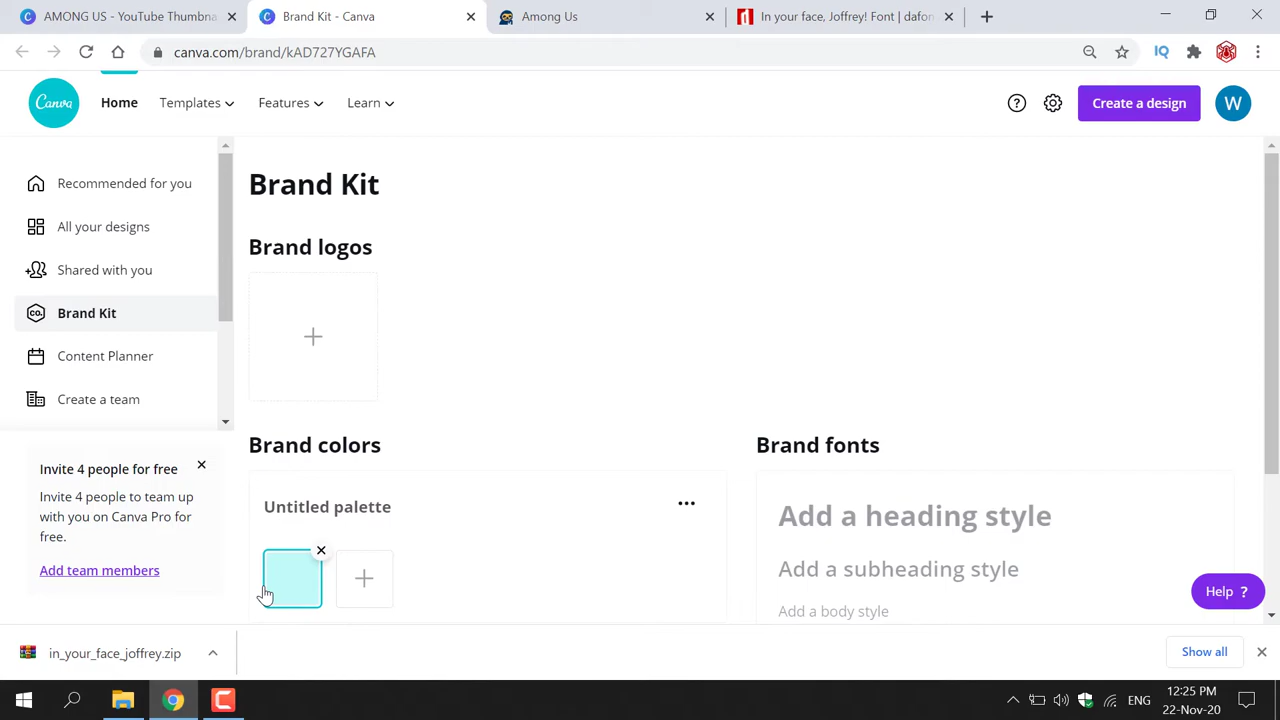 AMONG US - YouTube Thumbna
Brand Kit - Canva
Among Us
In your face, Joffrey! Font | dafon
canva.com/brand/kAD727YGAFA
IQ
Canva
Home
Templates
Features
Learn
Create a design
W
Recommended for you
All your designs
Shared with you
CO.
Brand Kit
Content Planner
Create a team
Invite 4 people for free
Invite 4 people to team up
with you on Canva Pro for
free.
Add team members
Brand Kit
Brand logos
Brand colors
Untitled palette
Brand fonts
Add a heading style
Add a subheading style
Add a body style
Help ?
in_your_face_joffrey.zip
Show all
ENG
12:25 PM
22-Nov-20